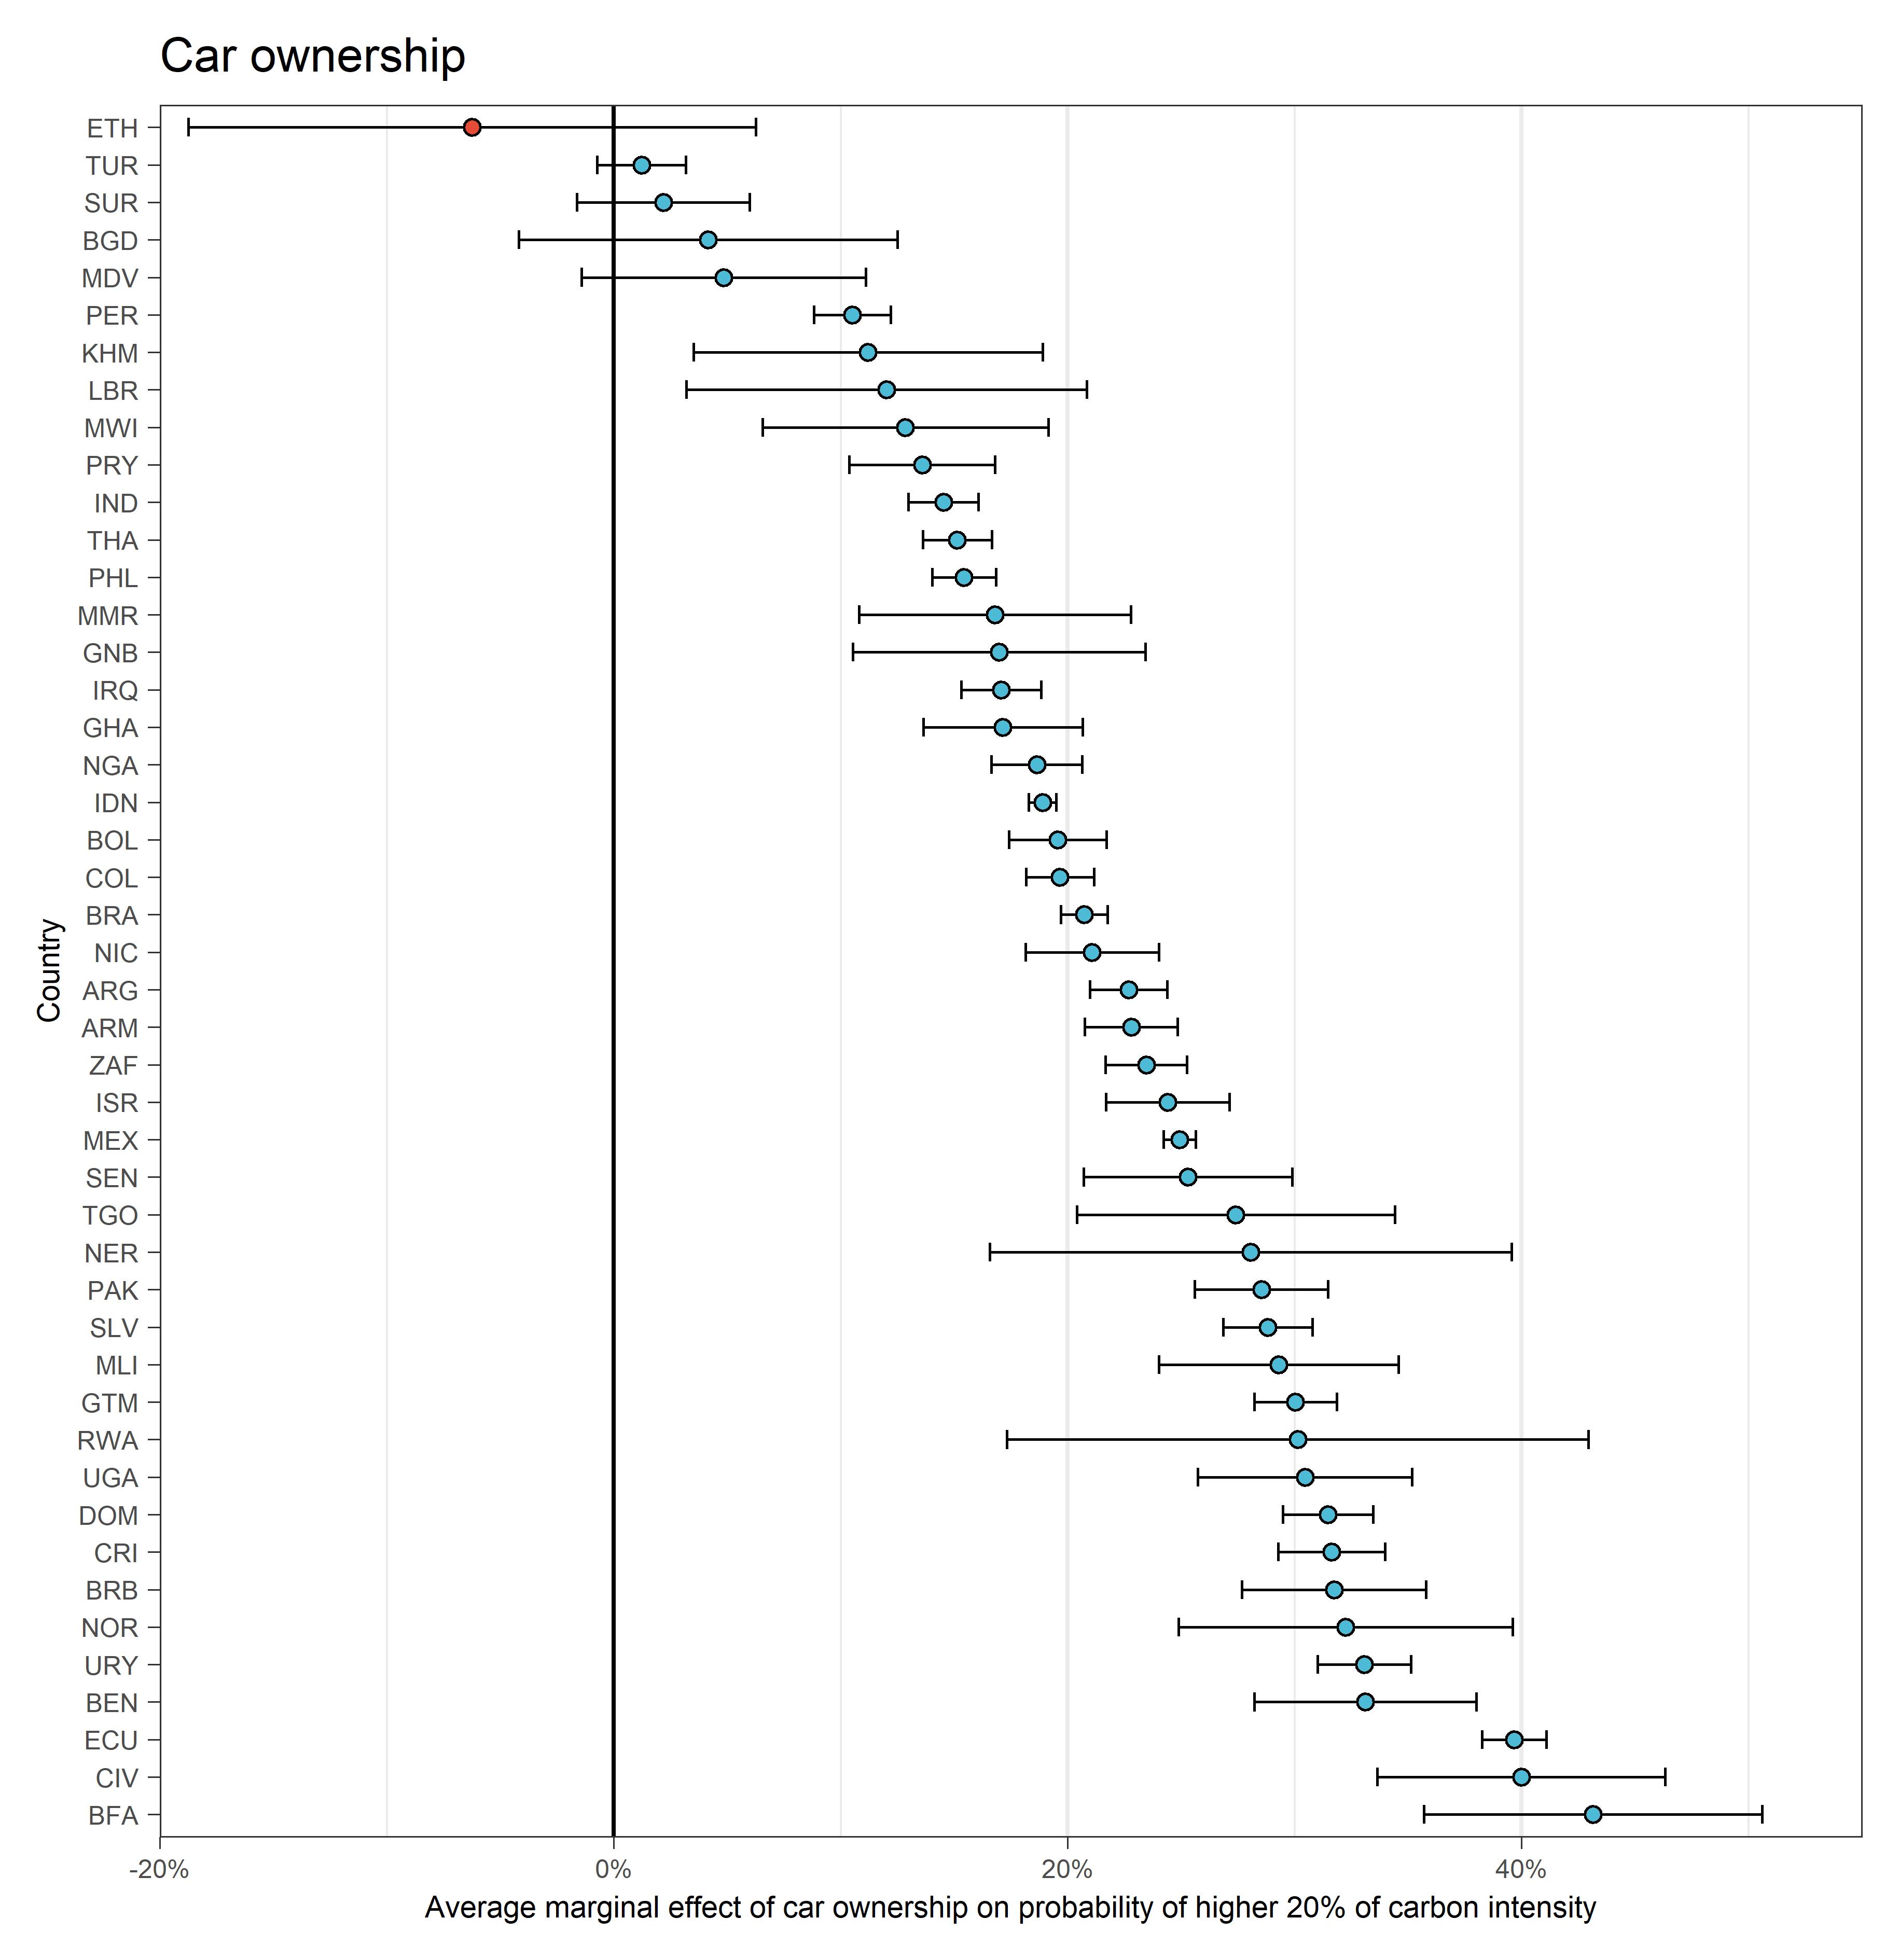 Car ownership
ETH
TUR
SUR
BGD
MDV
PER
KHM
LBR
MWI
PRY
IND
THA
PHL
MMR
GNB
IRQ
GHA
NGA
IDN
BOL
COL
BRA
NIC
ARG
ARM
ZAF
ISR
MEX
SEN
TGO
NER
PAK
SLV
MLI
GTM
RWA
UGA
DOM
CRI
BRB
NOR
URY
BEN
ECU
CIV
BFA
Country
-20% 0% 20% 40%
Average marginal effect of car ownership on probability of higher 20% of carbon intensity